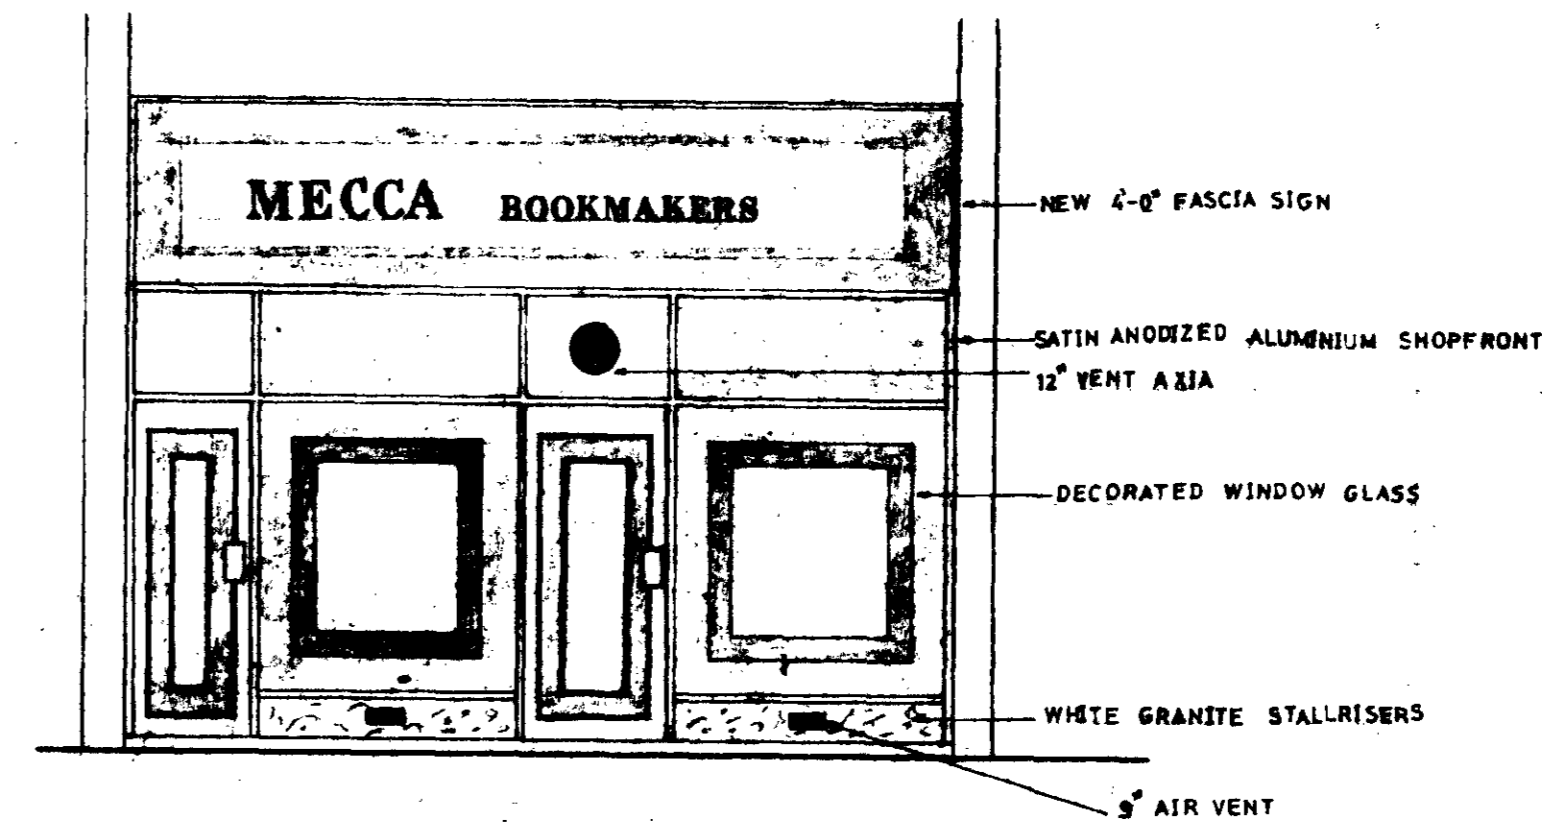 MECCA BOOKMAKERS
NEW 4'-0" FASCIA SIGN
SATIN ANODIZED ALUMINIUM SHOPFRONT
12" VENT AXIA
DECORATED WINDOW GLASS
WHITE GRANITE STALLRISERS
9" AIR VENT